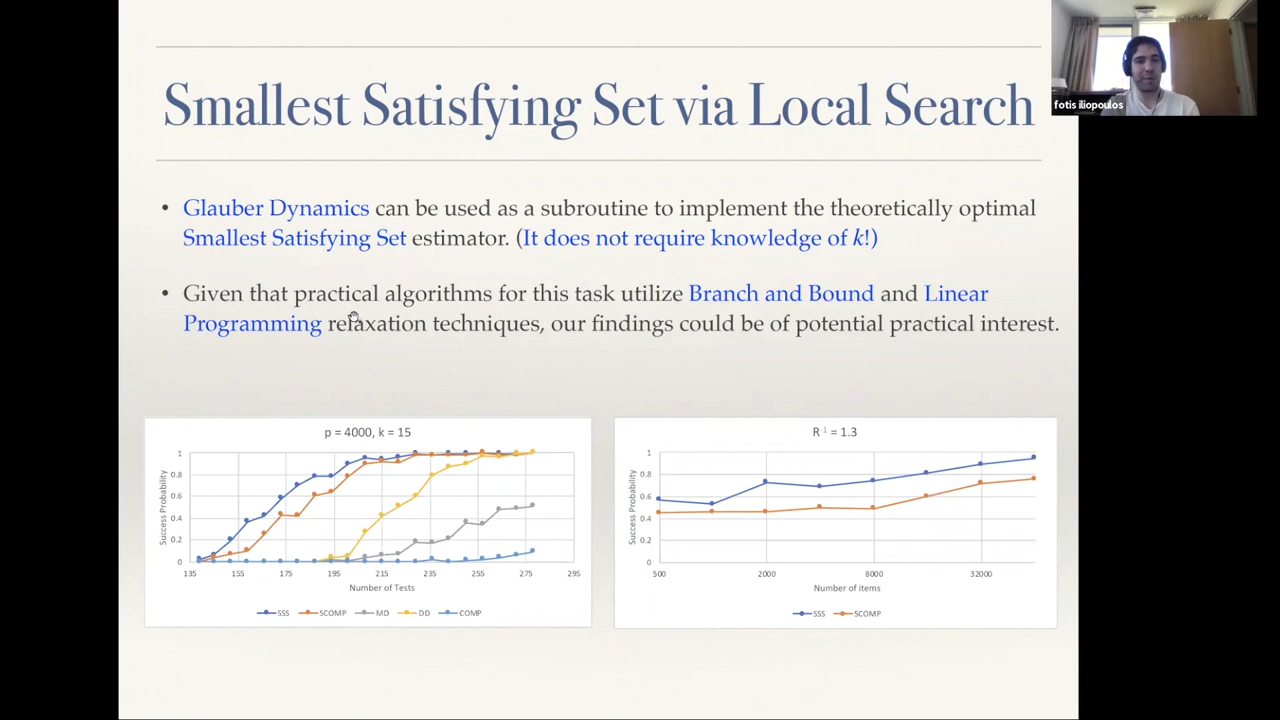 Smallest Satisfying Set via Local Search
fotis iliopoulos
• Glauber Dynamics can be used as a subroutine to implement the theoretically optimal
Smallest Satisfying Set estimator. (It does not require knowledge of k!)
• Given that practical algorithms for this task utilize Branch and Bound and Linear
Programming relaxation techniques, our findings could be of potential practical interest.
p = 4000, k = 15
Success Probability
1
0.8
0.6
0.4
0.2
0
135 155 175 195 215 235 255 275 295
Number of Tests
SSS SCOMP MD DD COMP
R⁻¹ = 1.3
Success Probability
1
0.8
0.6
0.4
0.2
0
500 2000 8000 32000
Number of items
SSS SCOMP